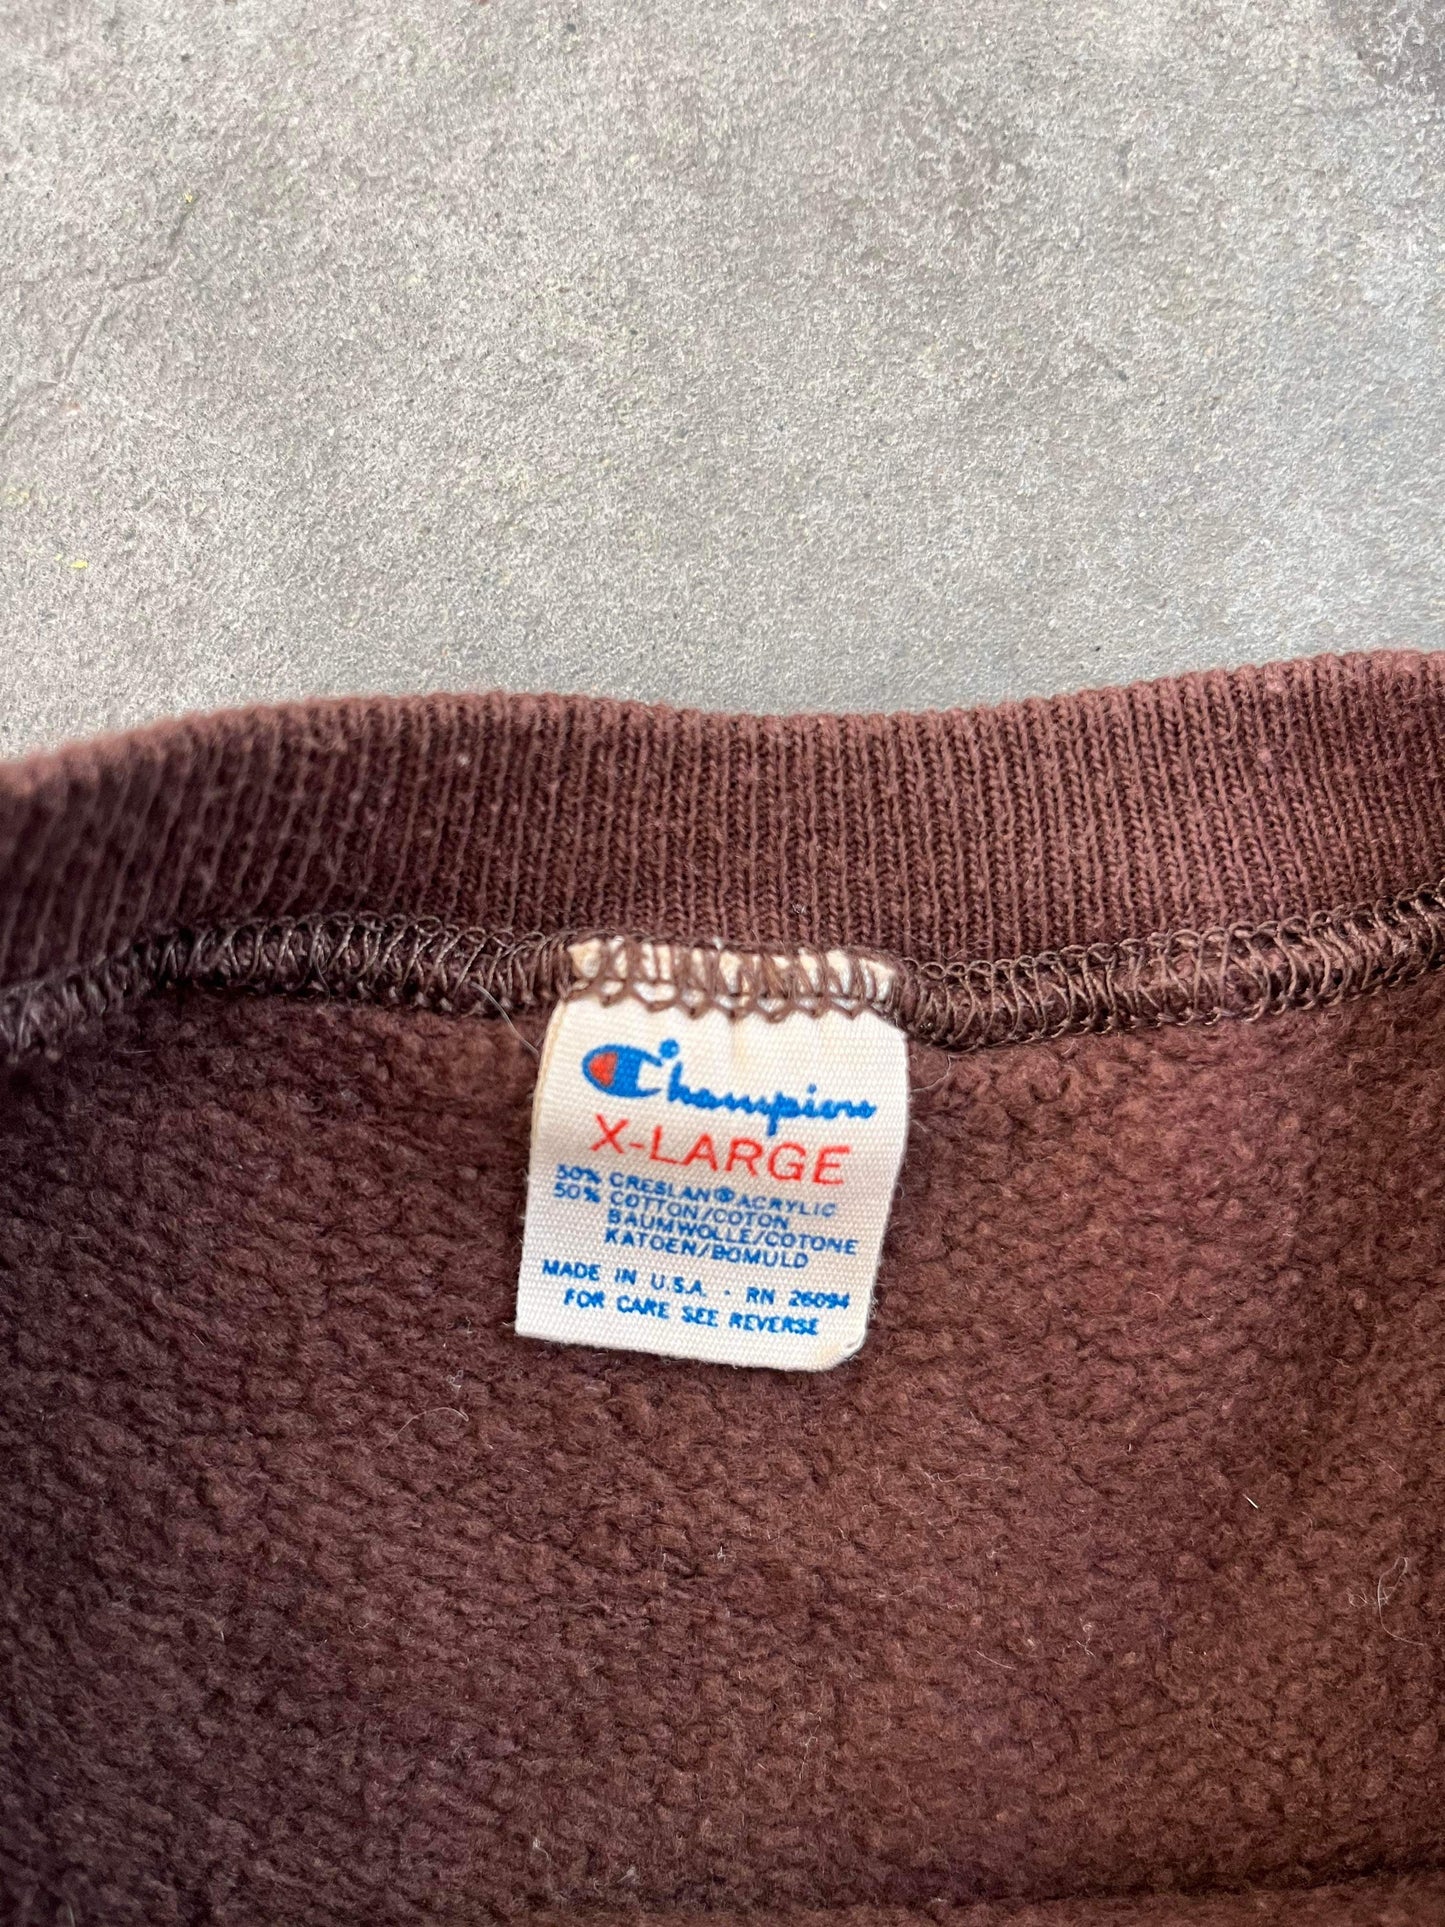 Champion
X-LARGE
50% CRESLAN® ACRYLIC
50% COTTON/COTON
BAUMWOLLE/COTONE
KATOEN/BOMULD
MADE IN U.S.A. - RN 26094
FOR CARE SEE REVERSE